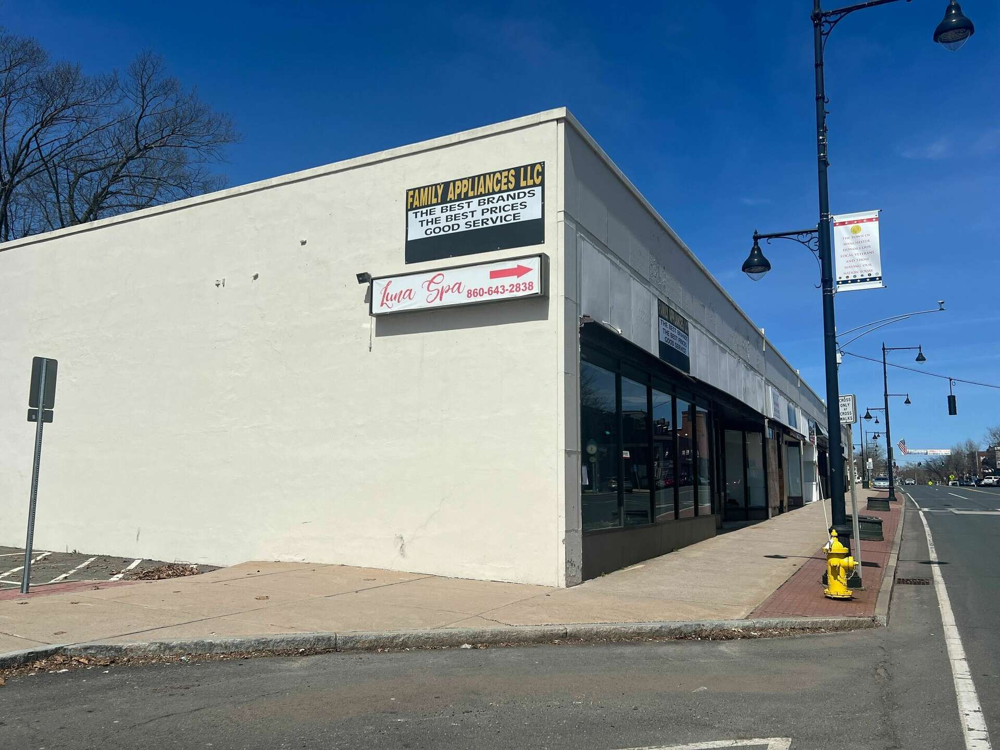 FAMILY APPLIANCES LLC
THE BEST BRANDS
THE BEST PRICES
GOOD SERVICE
Luna Spa 860-643-2838
FAMILY APPLIANCES LLC
THE BEST BRANDS
THE BEST PRICES
GOOD SERVICE
THE TOWN OF
MANCHESTER
HONORS OUR
LOCAL VETERANS
AND THOSE
SERVING OUR
NATION TODAY
CROSS
ONLY
AT
CROSS
WALKS